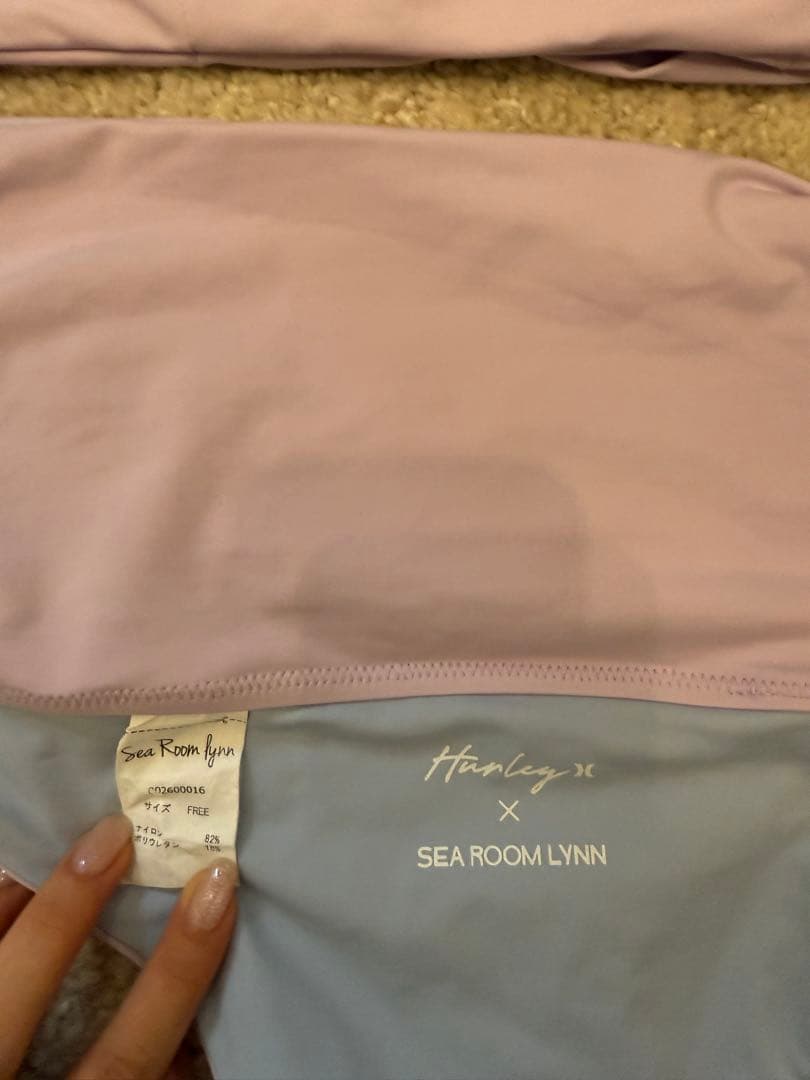 Sea Room lynn
C02600016
サイズ FREE
ナイロン 82%
ポリウレタン 18%
Hurley
×
SEA ROOM LYNN